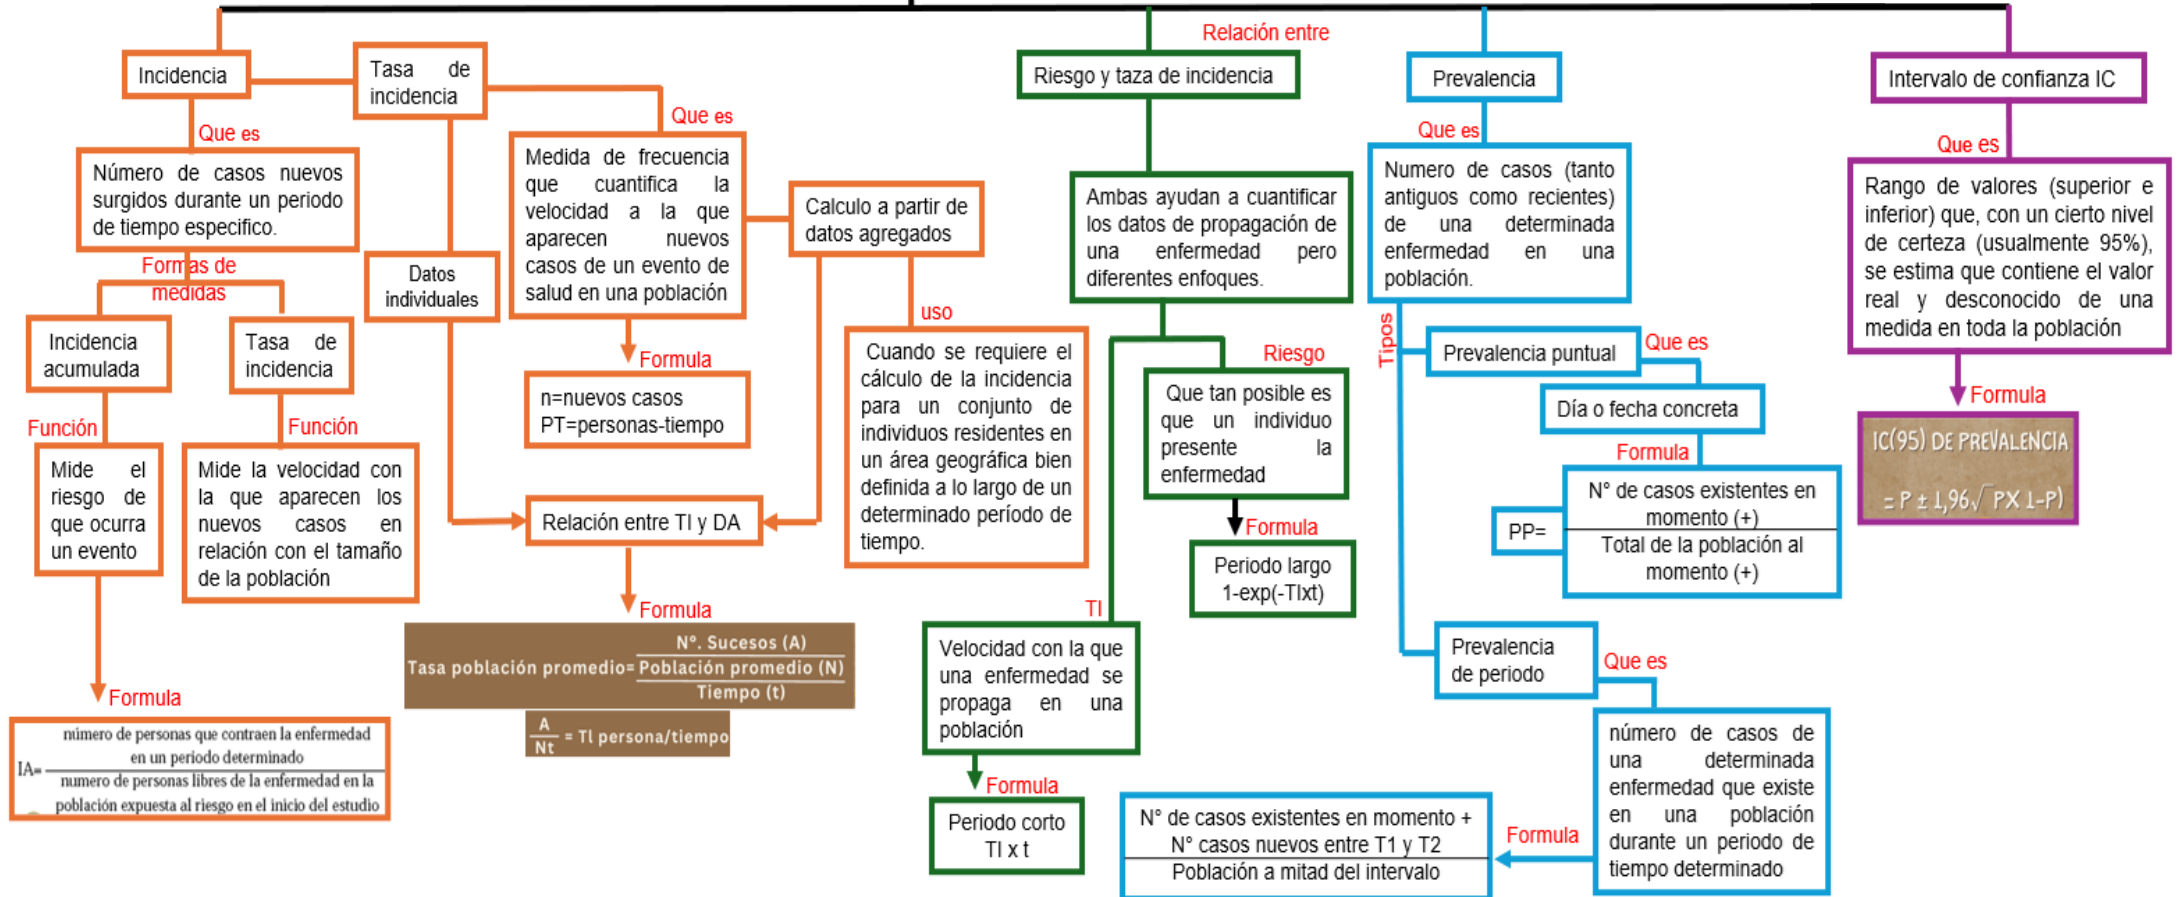 Incidencia
Tasa de
incidencia
Que es
Número de casos nuevos
surgidos durante un periodo
de tiempo especifico.
Formas de
medidas
Incidencia
acumulada
Tasa de
incidencia
Función
Mide el
riesgo de
que ocurra
un evento
Función
Mide la velocidad con
la que aparecen los
nuevos casos en
relación con el tamaño
de la población
Formula
IA=
número de personas que contraen la enfermedad
en un período determinado
numero de personas libres de la enfermedad en la
población expuesta al riesgo en el inicio del estudio
Datos
individuales
Que es
Medida de frecuencia
que cuantifica la
velocidad a la que
aparecen nuevos
casos de un evento de
salud en una población
Formula
n=nuevos casos
PT=personas-tiempo
Calculo a partir de
datos agregados
uso
Cuando se requiere el
cálculo de la incidencia
para un conjunto de
individuos residentes en
un área geográfica bien
definida a lo largo de un
determinado período de
tiempo.
Relación entre TI y DA
Formula
Tasa población promedio=
Nº. Sucesos (A)
Población promedio (N)
Tiempo (t)
A
Nt
= TI persona/tiempo
Relación entre
Riesgo y taza de incidencia
Ambas ayudan a cuantificar
los datos de propagación de
una enfermedad pero
diferentes enfoques.
Riesgo
Que tan posible es
que un individuo
presente la
enfermedad
Formula
Periodo largo
1-exp(-TIxt)
TI
Velocidad con la que
una enfermedad se
propaga en una
población
Formula
Periodo corto
TI x t
Prevalencia
Que es
Numero de casos (tanto
antiguos como recientes)
de una determinada
enfermedad en una
población.
Tipos
Prevalencia puntual
Que es
Día o fecha concreta
Formula
PP=
N° de casos existentes en
momento (+)
Total de la población al
momento (+)
Prevalencia
de periodo
Que es
número de casos de
una determinada
enfermedad que existe
en una población
durante un periodo de
tiempo determinado
Formula
N° de casos existentes en momento +
N° casos nuevos entre T1 y T2
Población a mitad del intervalo
Intervalo de confianza IC
Que es
Rango de valores (superior e
inferior) que, con un cierto nivel
de certeza (usualmente 95%),
se estima que contiene el valor
real y desconocido de una
medida en toda la población
Formula
IC(95) DE PREVALENCIA
= P ± 1,96√ PX 1-P)